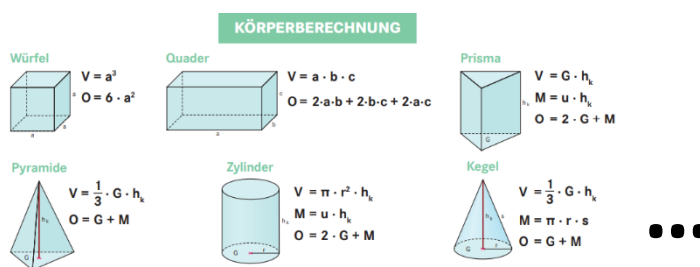 KÖRPERBERECHNUNG
Würfel
V = a³
O = 6 · a²
a
a
a
Quader
V = a · b · c
O = 2·a·b + 2·b·c + 2·a·c
c
b
a
Prisma
V = G · hₖ
M = u · hₖ
O = 2 · G + M
hₖ
G
Pyramide
V = 1/3 · G · hₖ
O = G + M
hₖ
G
Zylinder
V = π · r² · hₖ
M = u · hₖ
O = 2 · G + M
hₖ
G
r
Kegel
V = 1/3 · G · hₖ
M = π · r · s
O = G + M
hₖ
s
G
r